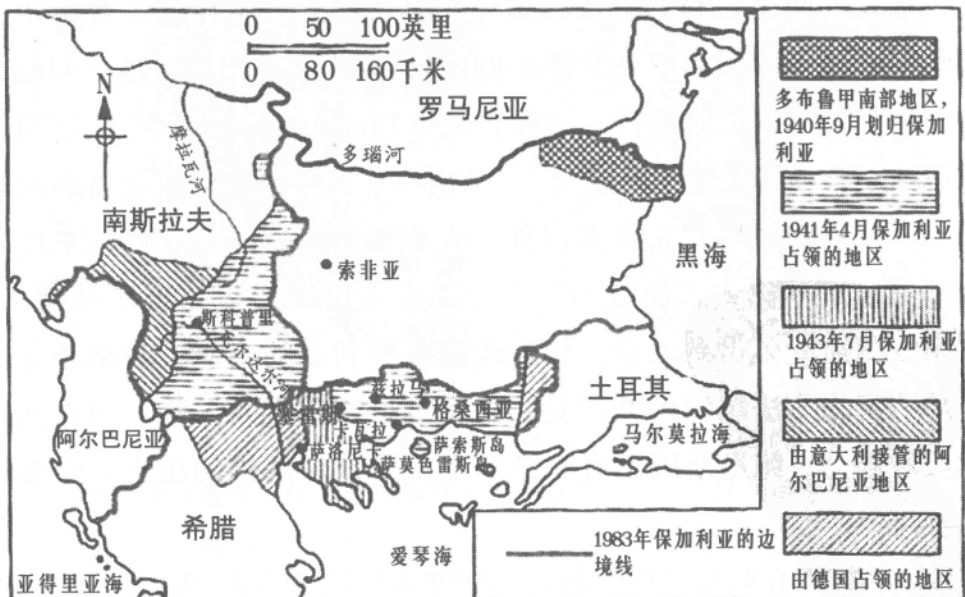 0 50 100英里
0 80 160千米
N
罗马尼亚
摩拉瓦河
多瑙河
南斯拉夫
索非亚
黑海
斯科普里
兹拉马
格桑西亚
土耳其
塞雷斯
卡瓦拉
阿尔巴尼亚
萨洛尼卡
萨索斯岛
萨莫色雷斯岛
马尔莫拉海
希腊
爱琴海
亚得里亚海
1983年保加利亚的边
境线
多布鲁甲南部地区，
1940年9月划归保加
利亚
1941年4月保加利亚
占领的地区
1943年7月保加利亚
占领的地区
由意大利接管的阿
尔巴尼亚地区
由德国占领的地区